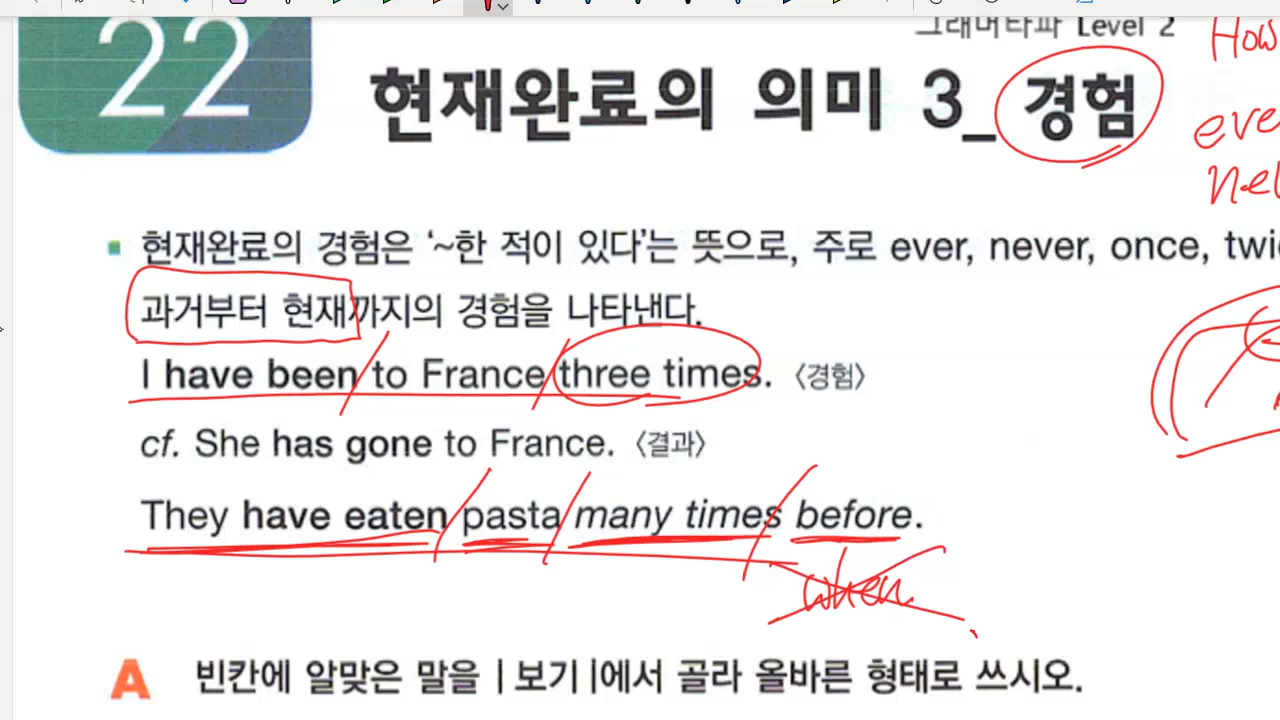 22
그래머타파 Level 2
How
현재완료의 의미 3_ 경험
현재완료의 경험은 '~한 적이 있다'는 뜻으로, 주로 ever, never, once,
과거부터 현재까지의 경험을 나타낸다.
I have been to France three times. 〈경험〉
cf. She has gone to France. 〈결과〉
They have eaten pasta many times before.
when
A 빈칸에 알맞은 말을 |보기|에서 골라 올바른 형태로 쓰시오.